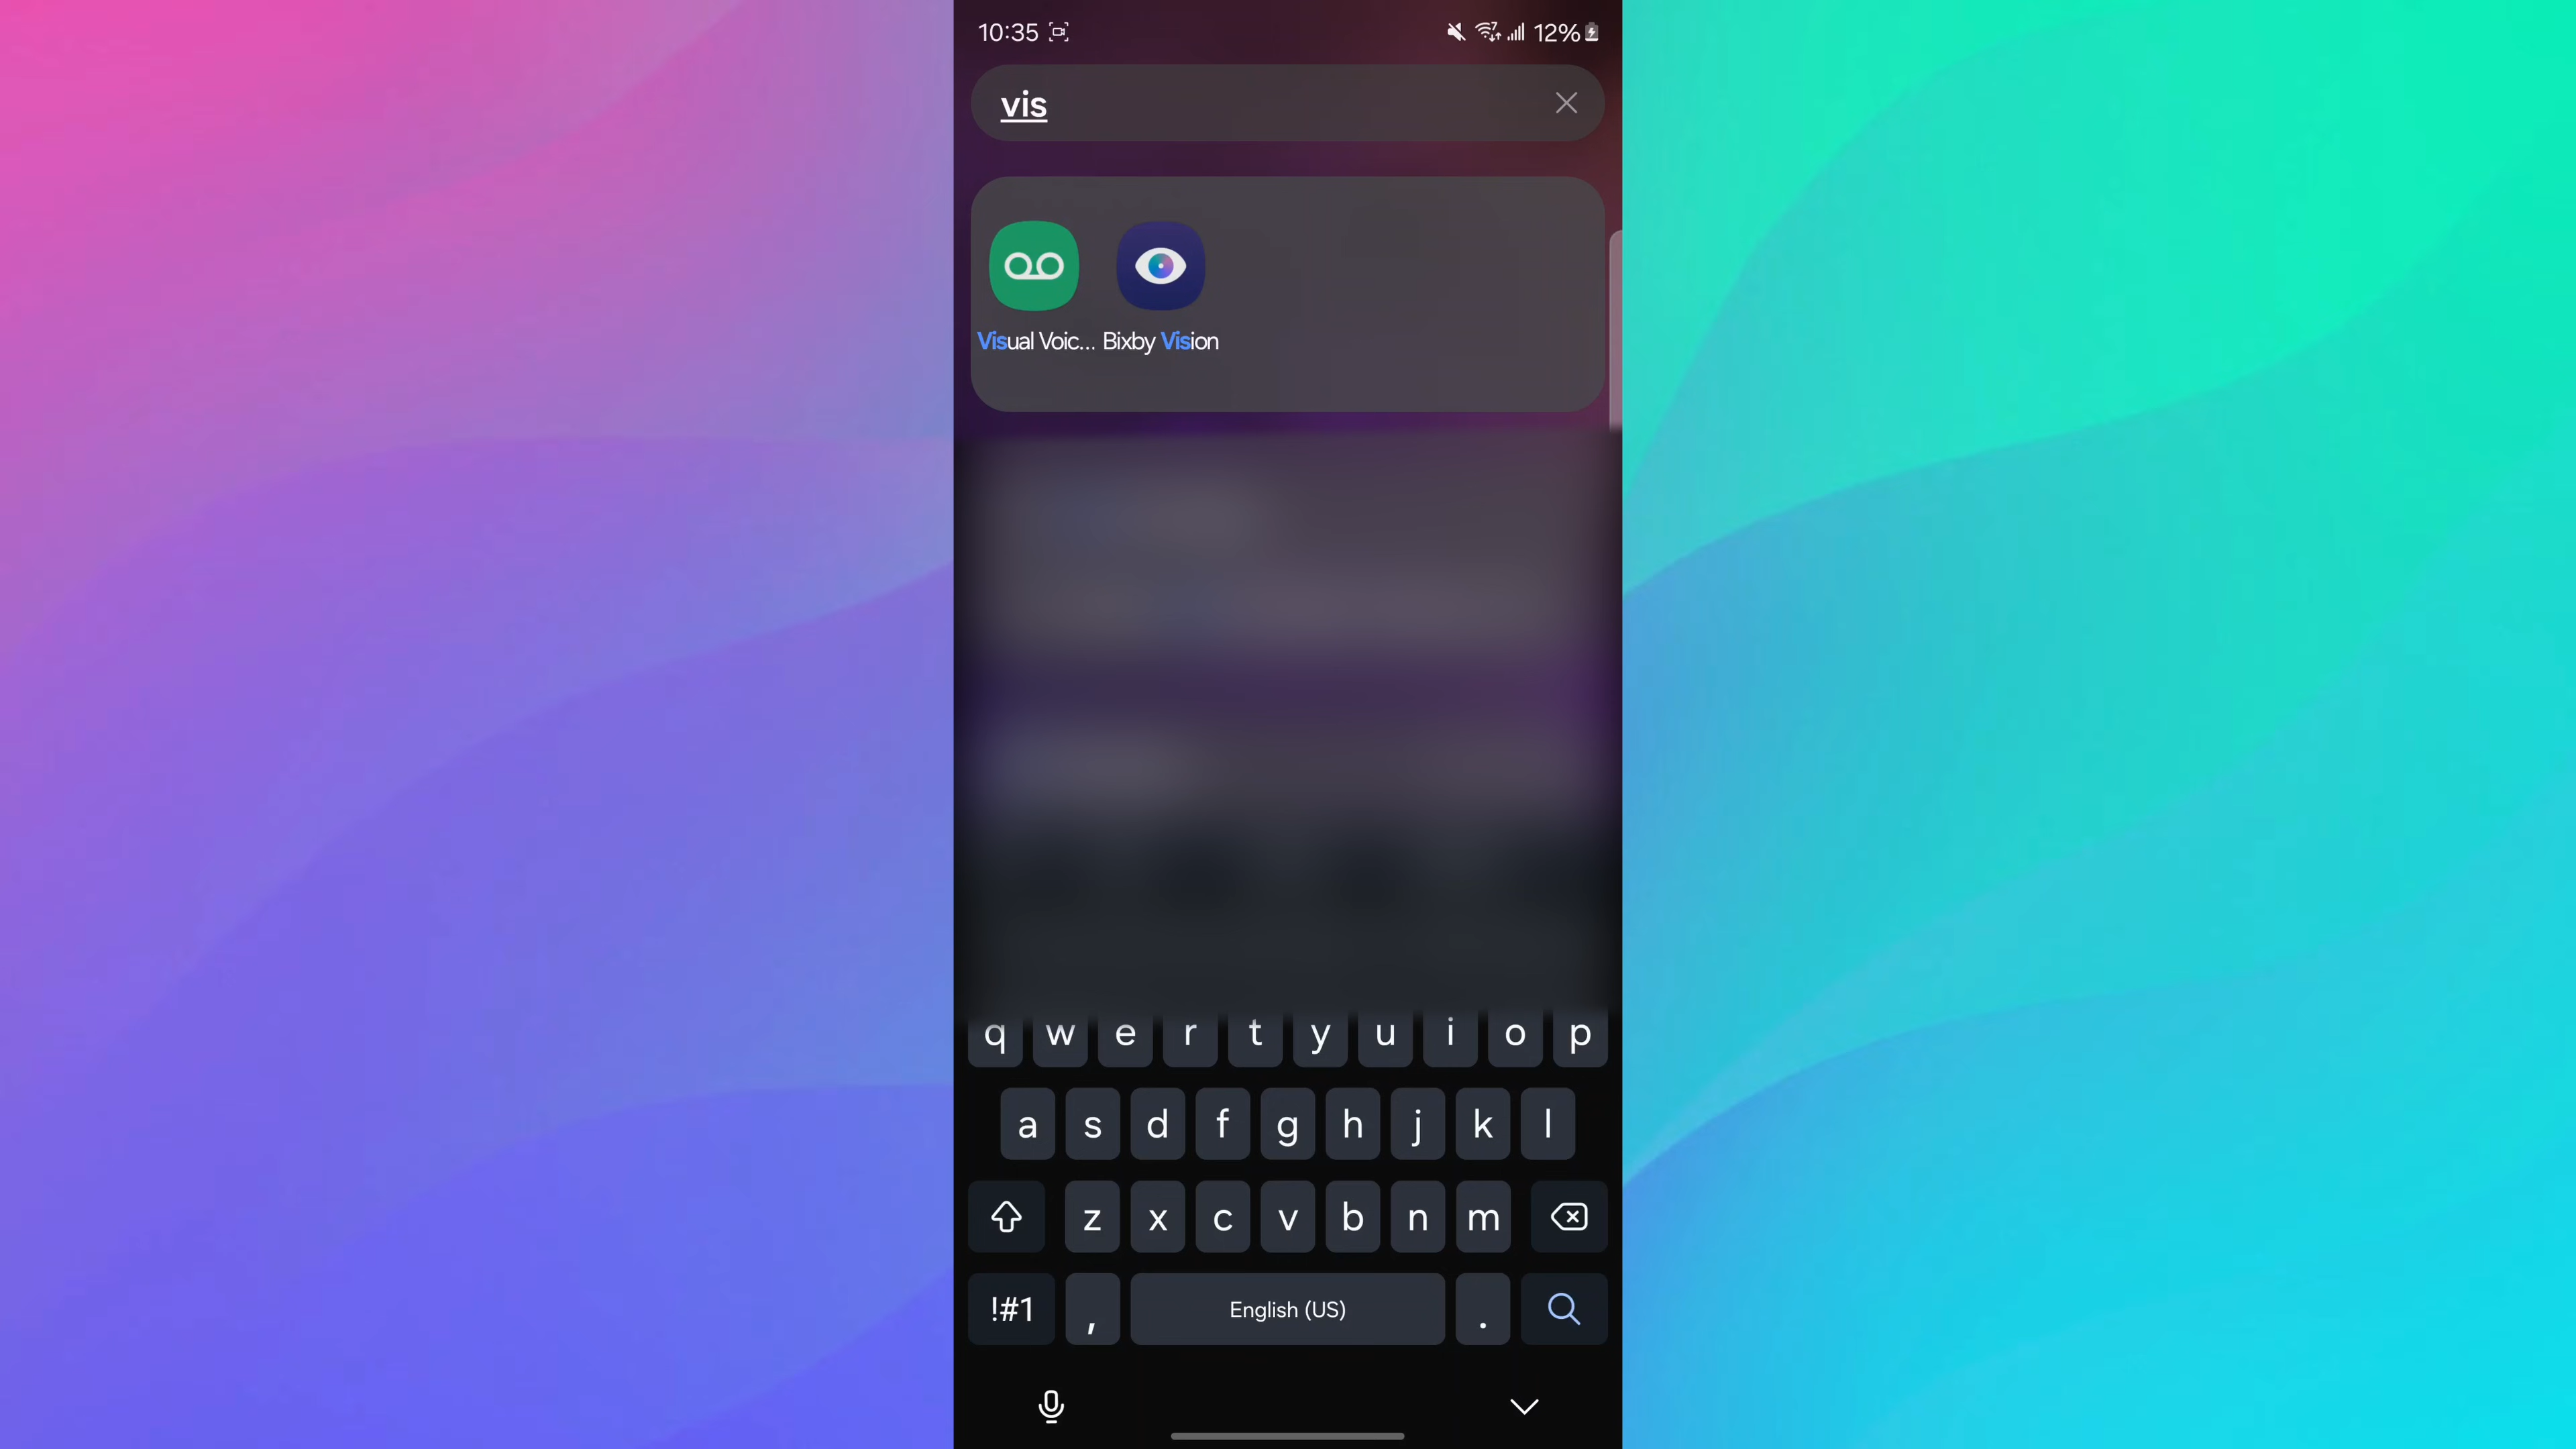 10:35 12%
vis
Visual Voic... Bixby Vision
q w e r t y u i o p
a s d f g h j k l
z x c v b n m
!#1 , English (US) .